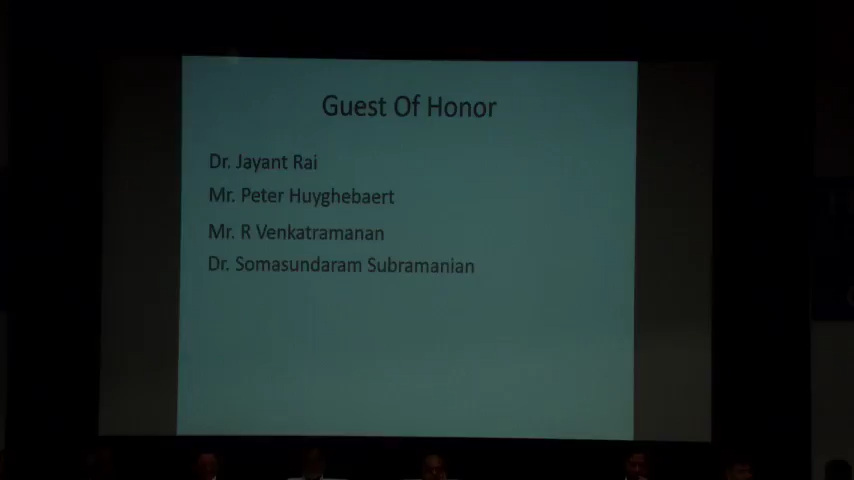 Guest Of Honor
Dr. Jayant Rai
Mr. Peter Huyghebaert
Mr. R Venkatramanan
Dr. Somasundaram Subramanian